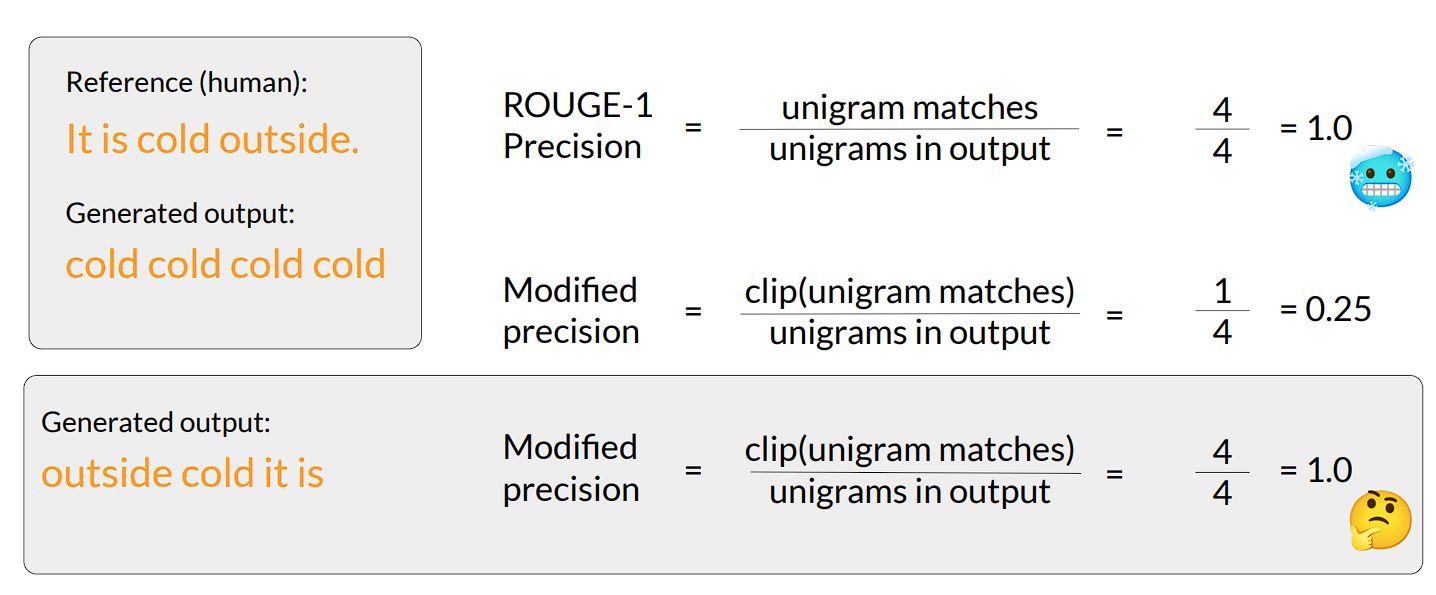 Reference (human):
It is cold outside.
Generated output:
cold cold cold cold
ROUGE-1
Precision
=
unigram matches
unigrams in output
=
4
4
= 1.0
Modified
precision
=
clip(unigram matches)
unigrams in output
=
1
4
= 0.25
Generated output:
outside cold it is
Modified
precision
=
clip(unigram matches)
unigrams in output
=
4
4
= 1.0